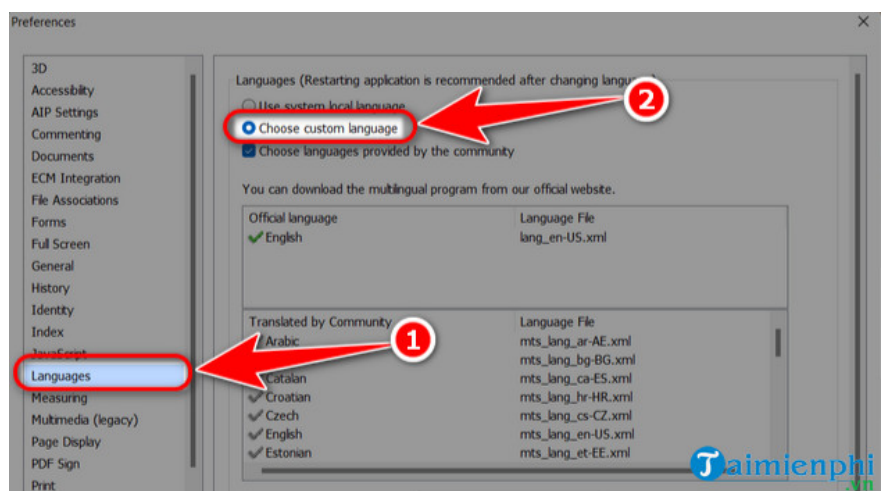 Preferences
3D
Accessiblity
AIP Settings
Commenting
Documents
ECM Integration
File Associations
Forms
Full Screen
General
History
Identity
Index
JavaScript
Languages
Measuring
Multimedia (legacy)
Page Display
PDF Sign
Print
1
Languages (Restarting application is recommended after changing
2
Use system local language
Choose custom language
Choose languages provided by the community
You can download the multilingual program from our official website.
Official language Language File
English lang_en-US.xml
Translated by Community Language File
Arabic mts_lang_ar-AE.xml
mts_lang_bg-BG.xml
Catalan mts_lang_ca-ES.xml
Croatian mts_lang_hr-HR.xml
Czech mts_lang_cs-CZ.xml
English mts_lang_en-US.xml
Estonian mts_lang_et-EE.xml
Taimienphi
.vn